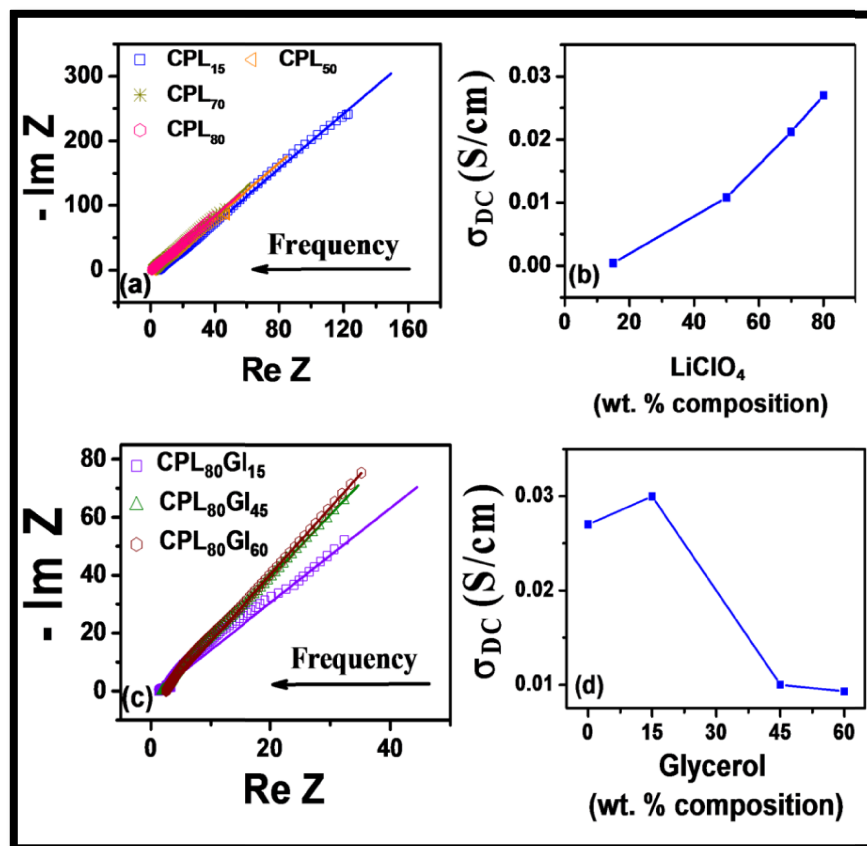 CPL15 CPL50
CPL70
CPL80
300
200
100
0
- Im Z
Frequency
(a)
0 40 80 120 160
Re Z
0.03
0.02
0.01
0.00
σDC (S/cm)
(b)
0 20 40 60 80
LiClO4
(wt. % composition)
80
60
40
20
0
- Im Z
CPL80Gl15
CPL80Gl45
CPL80Gl60
Frequency
(c)
0 20 40
Re Z
0.03
0.02
0.01
σDC (S/cm)
(d)
0 15 30 45 60
Glycerol
(wt. % composition)